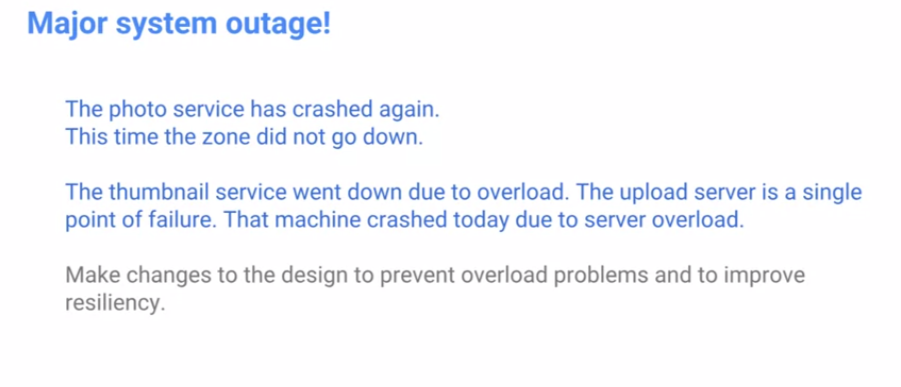 Major system outage!
The photo service has crashed again.
This time the zone did not go down.
The thumbnail service went down due to overload. The upload server is a single
point of failure. That machine crashed today due to server overload.
Make changes to the design to prevent overload problems and to improve
resiliency.